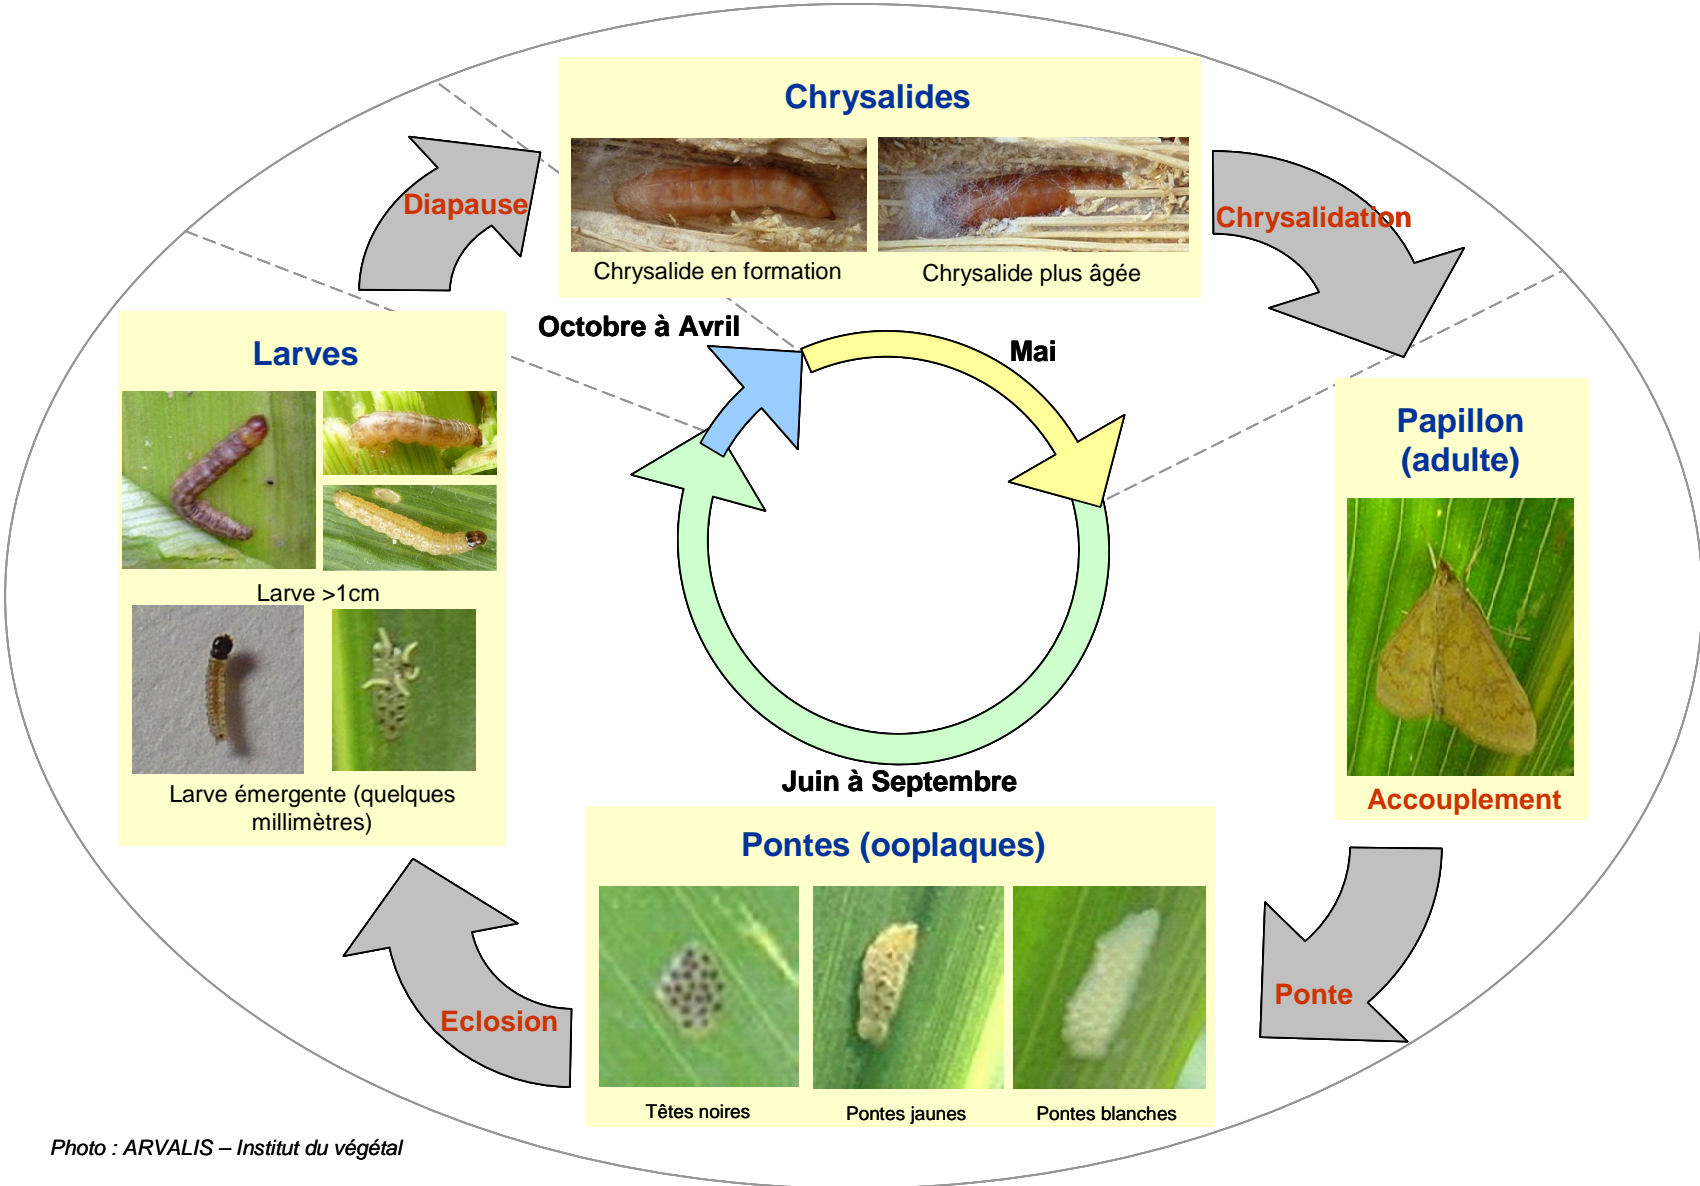 Chrysalides
Chrysalide en formation
Chrysalide plus âgée
Diapause
Chrysalidation
Octobre à Avril
Mai
Larves
Larve >1cm
Larve émergente (quelques
millimètres)
Papillon
(adulte)
Accouplement
Juin à Septembre
Pontes (ooplaques)
Têtes noires
Pontes jaunes
Pontes blanches
Ponte
Eclosion
Photo : ARVALIS – Institut du végétal